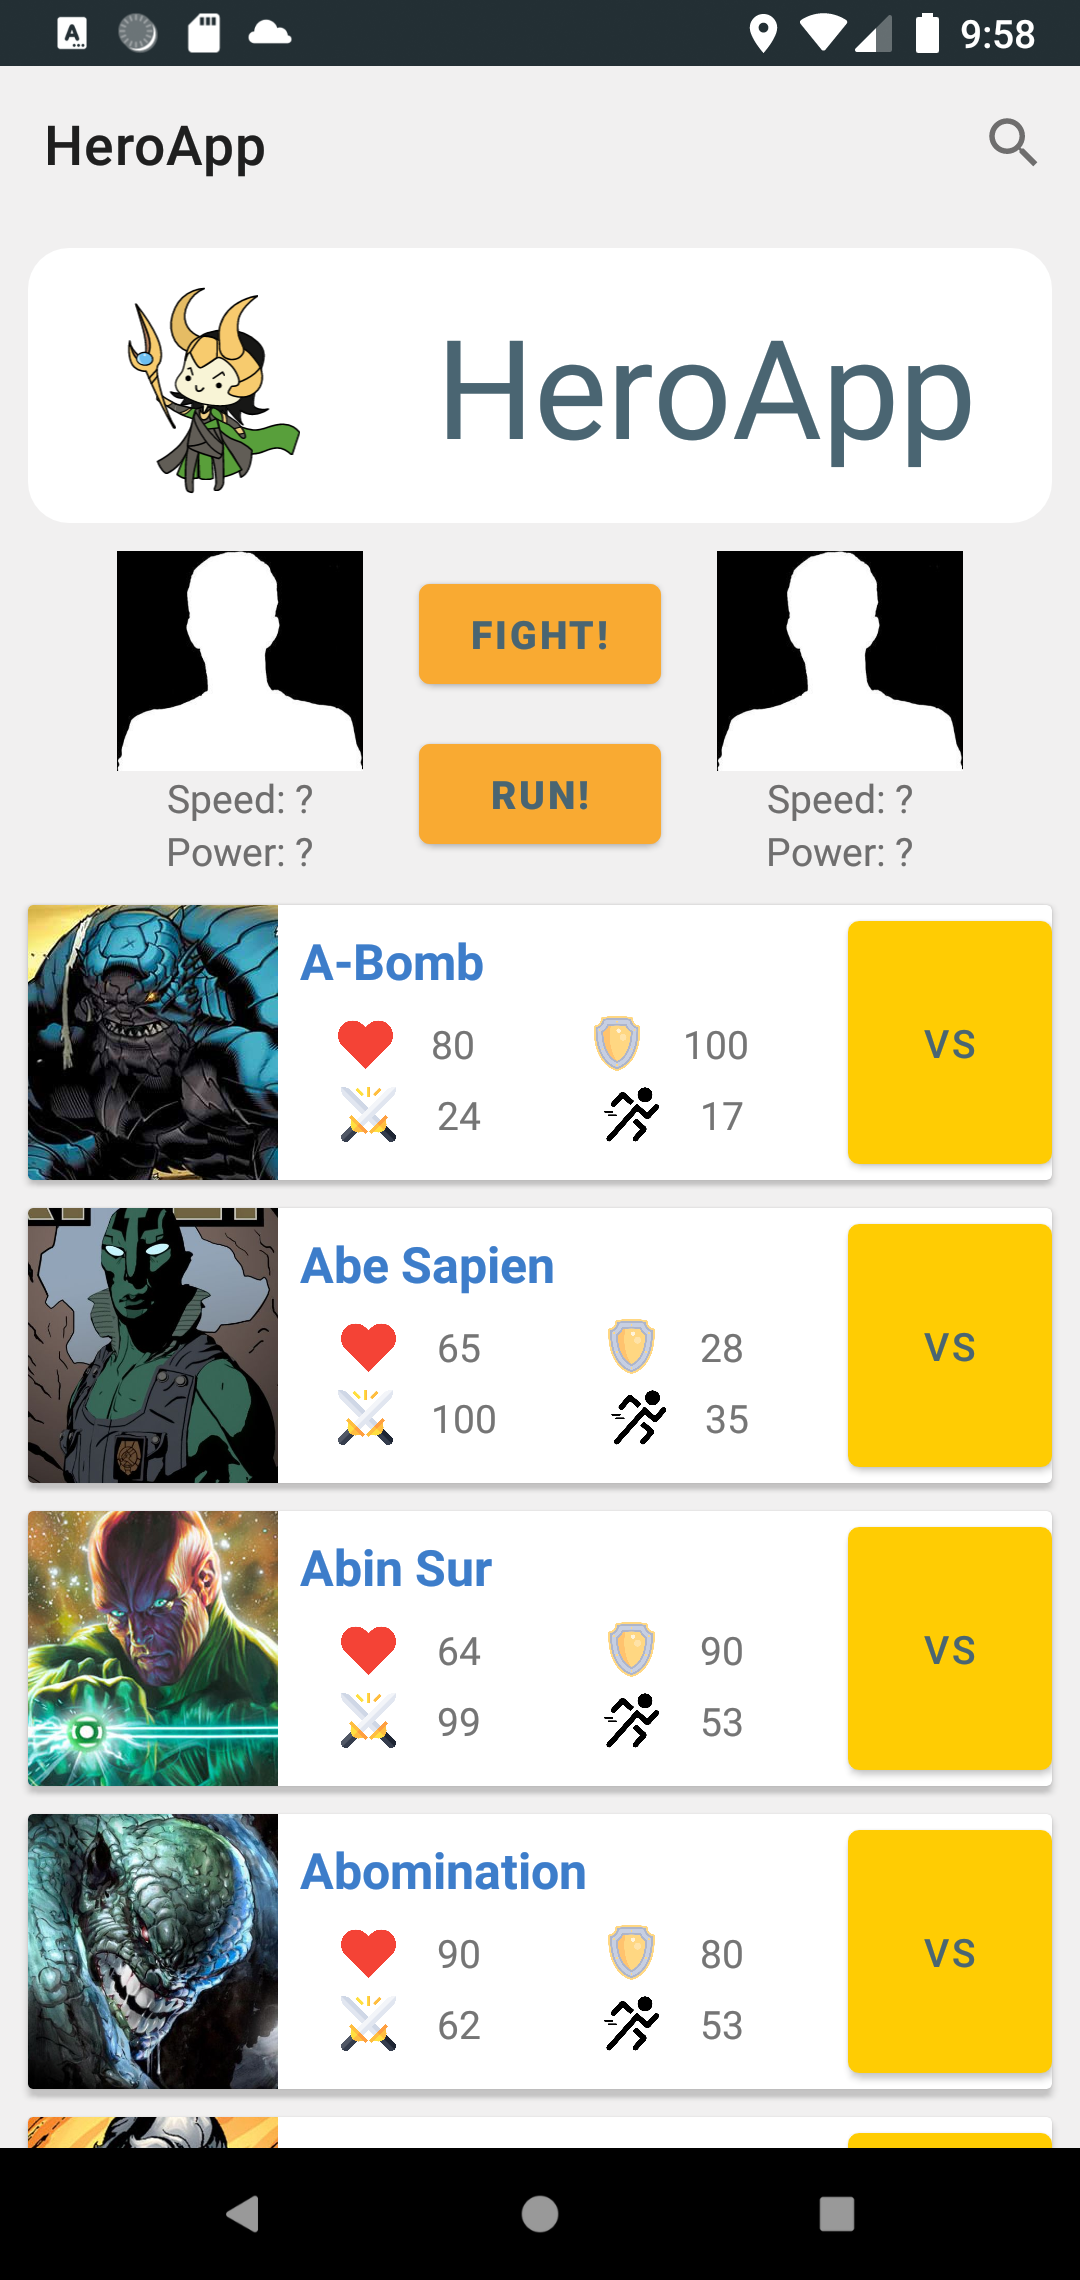 9:58
HeroApp
HeroApp
FIGHT!
RUN!
Speed: ?
Power: ?
Speed: ?
Power: ?
A-Bomb
80 100
24 17
VS
Abe Sapien
65 28
100 35
VS
Abin Sur
64 90
99 53
VS
Abomination
90 80
62 53
VS